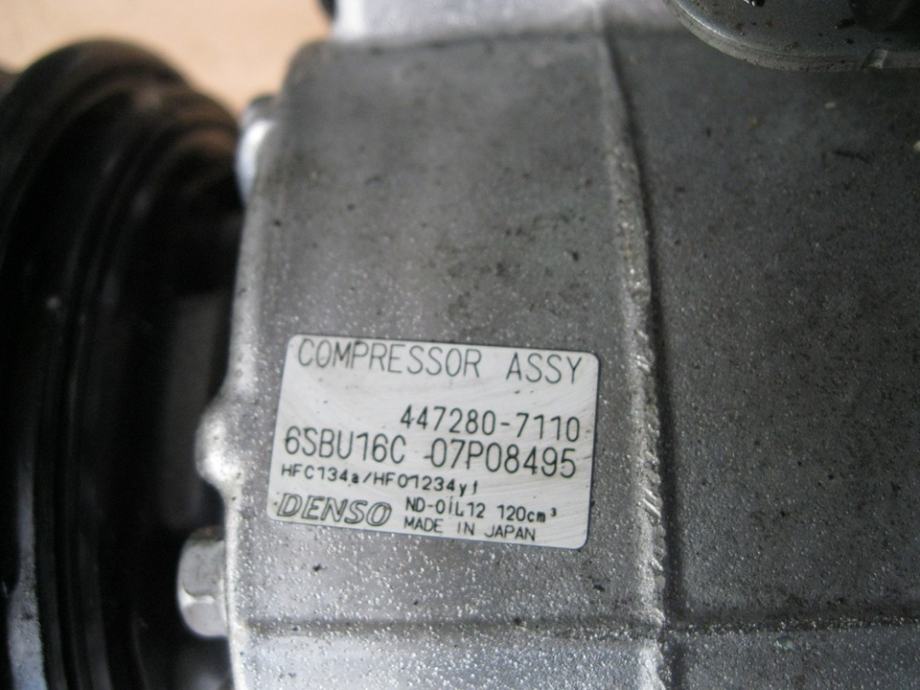 COMPRESSOR ASSY
447280-7110
6SBU16C 07P08495
HFC134a/HFO1234yf
DENSO ND-OIL12 120cm³
MADE IN JAPAN